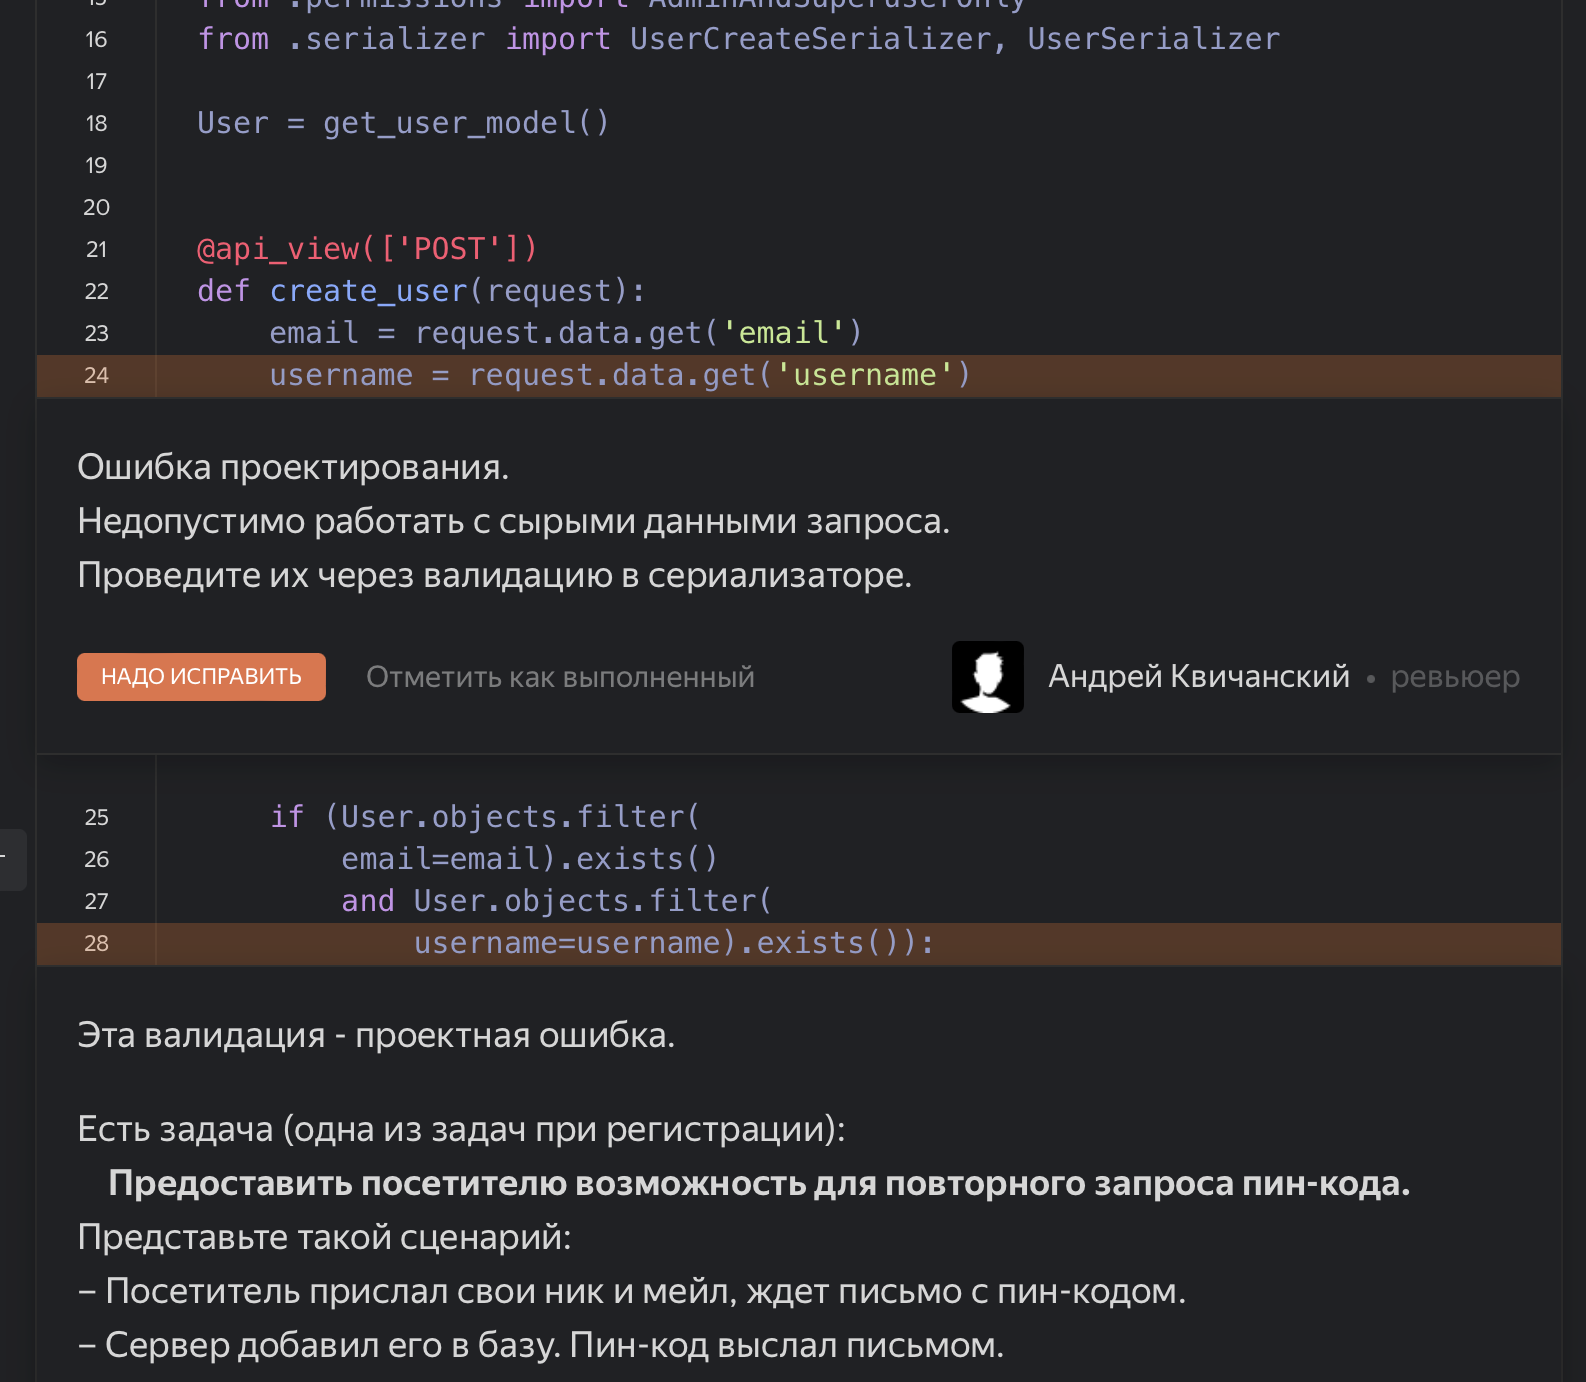 15 from .permissions import AdminAndSuperuserOnly
16 from .serializer import UserCreateSerializer, UserSerializer
17
18 User = get_user_model()
19
20
21 @api_view(['POST'])
22 def create_user(request):
23 email = request.data.get('email')
24 username = request.data.get('username')
Ошибка проектирования.
Недопустимо работать с сырыми данными запроса.
Проведите их через валидацию в сериализаторе.
НАДО ИСПРАВИТЬ Отметить как выполненный Андрей Квичанский • ревьюер
25 if (User.objects.filter(
26 email=email).exists()
27 and User.objects.filter(
28 username=username).exists()):
Эта валидация - проектная ошибка.
Есть задача (одна из задач при регистрации):
Предоставить посетителю возможность для повторного запроса пин-кода.
Представьте такой сценарий:
– Посетитель прислал свои ник и мейл, ждет письмо с пин-кодом.
– Сервер добавил его в базу. Пин-код выслал письмом.